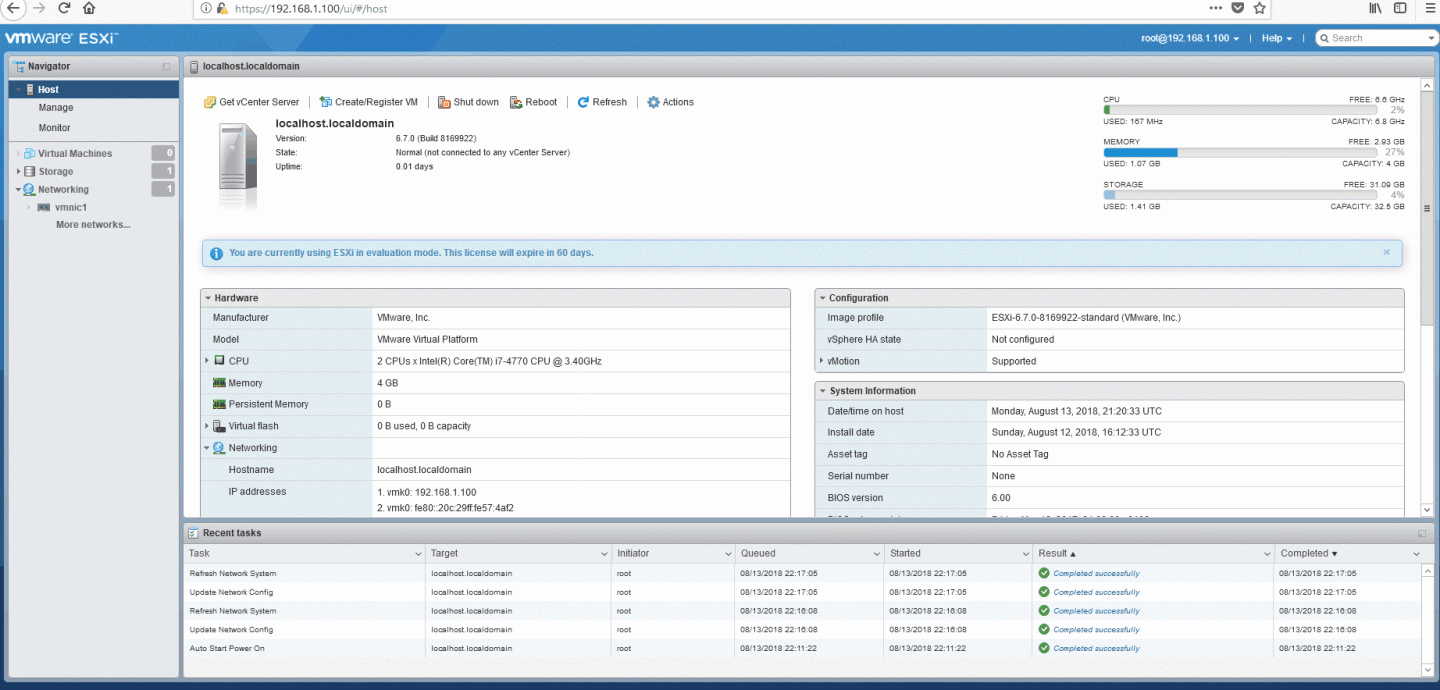 https://192.168.1.100/ui/#/host
vmware ESXi™
root@192.168.1.100 | Help | Search
Navigator
Host
Manage
Monitor
Virtual Machines 0
Storage 1
Networking 1
vmnic1
More networks...
localhost.localdomain
Get vCenter Server | Create/Register VM | Shut down Reboot | Refresh | Actions
localhost.localdomain
Version: 6.7.0 (Build 8169922)
State: Normal (not connected to any vCenter Server)
Uptime: 0.01 days
CPU FREE: 6.6 GHz
2%
USED: 167 MHz CAPACITY: 6.8 GHz
MEMORY FREE: 2.93 GB
27%
USED: 1.07 GB CAPACITY: 4 GB
STORAGE FREE: 31.09 GB
4%
USED: 1.41 GB CAPACITY: 32.5 GB
You are currently using ESXi in evaluation mode. This license will expire in 60 days.
Hardware
Manufacturer VMware, Inc.
Model VMware Virtual Platform
CPU 2 CPUs x Intel(R) Core(TM) i7-4770 CPU @ 3.40GHz
Memory 4 GB
Persistent Memory 0 B
Virtual flash 0 B used, 0 B capacity
Networking
Hostname localhost.localdomain
IP addresses 1. vmk0: 192.168.1.100
2. vmk0: fe80::20c:29ff:fe57:4af2
Configuration
Image profile ESXi-6.7.0-8169922-standard (VMware, Inc.)
vSphere HA state Not configured
vMotion Supported
System Information
Date/time on host Monday, August 13, 2018, 21:20:33 UTC
Install date Sunday, August 12, 2018, 16:12:33 UTC
Asset tag No Asset Tag
Serial number None
BIOS version 6.00
Recent tasks
Task Target Initiator Queued Started Result Completed
Refresh Network System localhost.localdomain root 08/13/2018 22:17:05 08/13/2018 22:17:05 Completed successfully 08/13/2018 22:17:05
Update Network Config localhost.localdomain root 08/13/2018 22:17:05 08/13/2018 22:17:05 Completed successfully 08/13/2018 22:17:05
Refresh Network System localhost.localdomain root 08/13/2018 22:16:08 08/13/2018 22:16:08 Completed successfully 08/13/2018 22:16:08
Update Network Config localhost.localdomain root 08/13/2018 22:16:08 08/13/2018 22:16:08 Completed successfully 08/13/2018 22:16:08
Auto Start Power On localhost.localdomain root 08/13/2018 22:11:22 08/13/2018 22:11:22 Completed successfully 08/13/2018 22:11:22